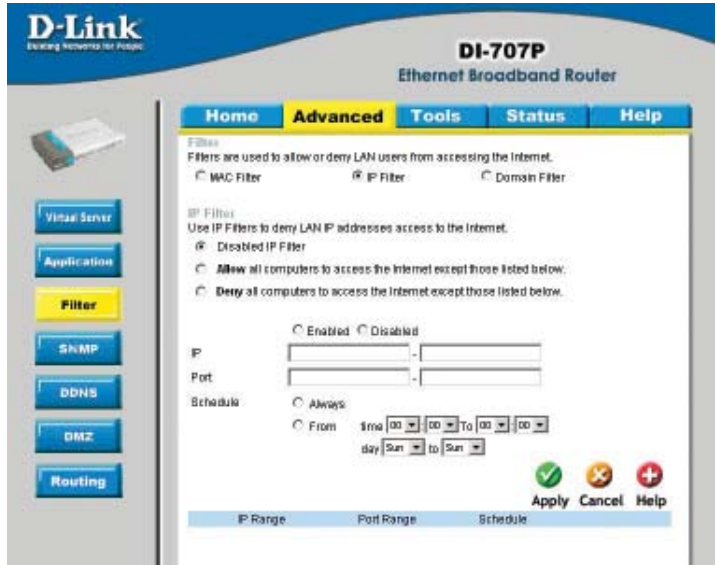 D-Link
Building Networks for People
DI-707P
Ethernet Broadband Router
Home Advanced Tools Status Help
Filter
Filters are used to allow or deny LAN users from accessing the Internet.
MAC Filter IP Filter Domain Filter
IP Filter
Use IP Filters to deny LAN IP addresses access to the Internet.
Disabled IP Filter
Allow all computers to access the Internet except those listed below.
Deny all computers to access the Internet except those listed below.
Enabled Disabled
IP -
Port -
Schedule Always
From time 00 : 00 To 00 : 00
day Sun to Sun
Apply Cancel Help
IP Range Port Range Schedule
Virtual Server
Application
Filter
SNMP
DDNS
DMZ
Routing